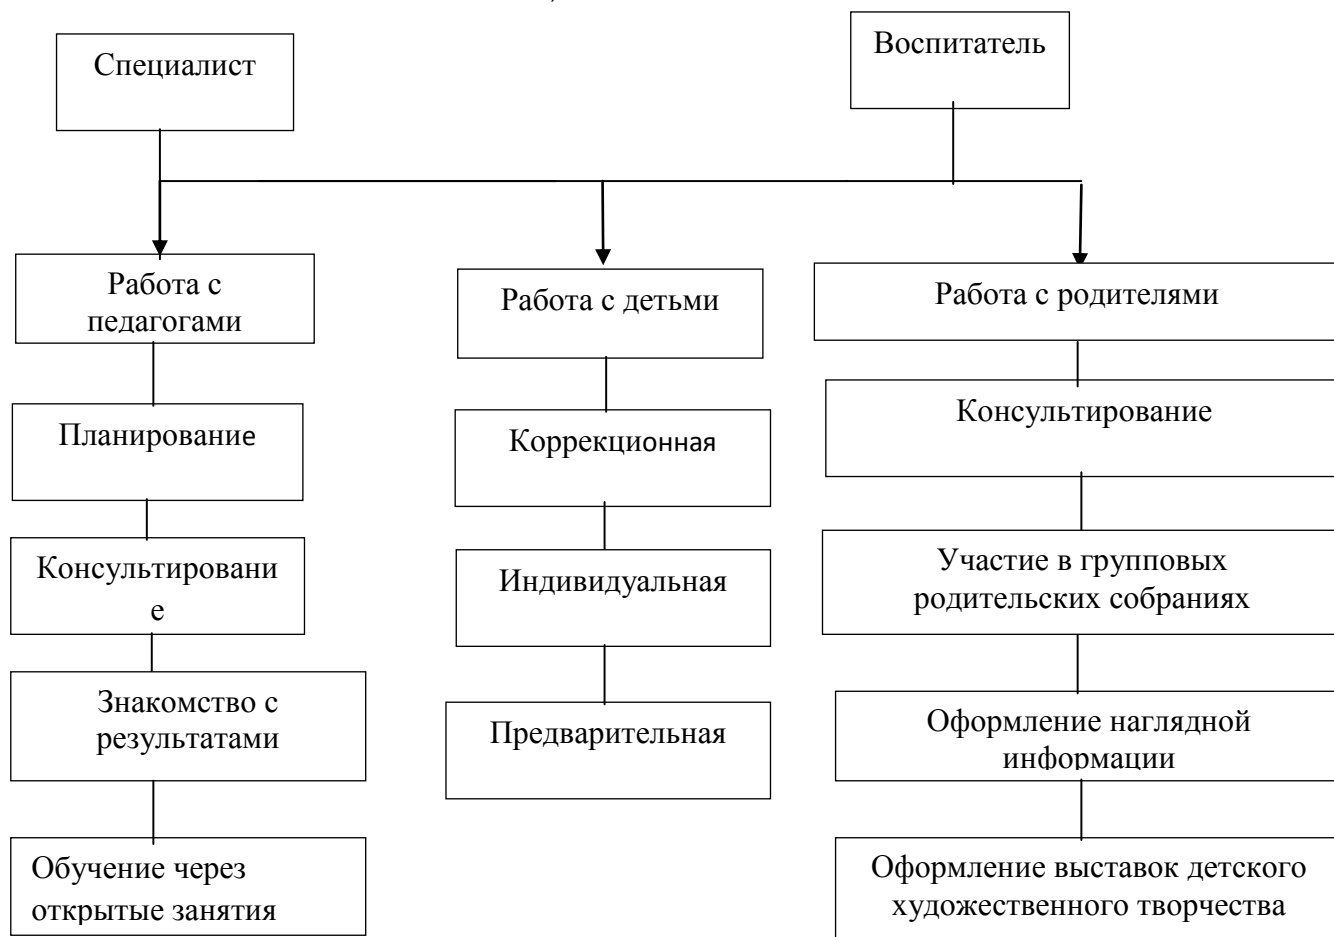 Специалист
Воспитатель
Работа с
педагогами
Работа с детьми
Работа с родителями
Планирование
Коррекционная
Консультирование
Консультировани
е
Индивидуальная
Участие в групповых
родительских собраниях
Знакомство с
результатами
Предварительная
Оформление наглядной
информации
Обучение через
открытые занятия
Оформление выставок детского
художественного творчества